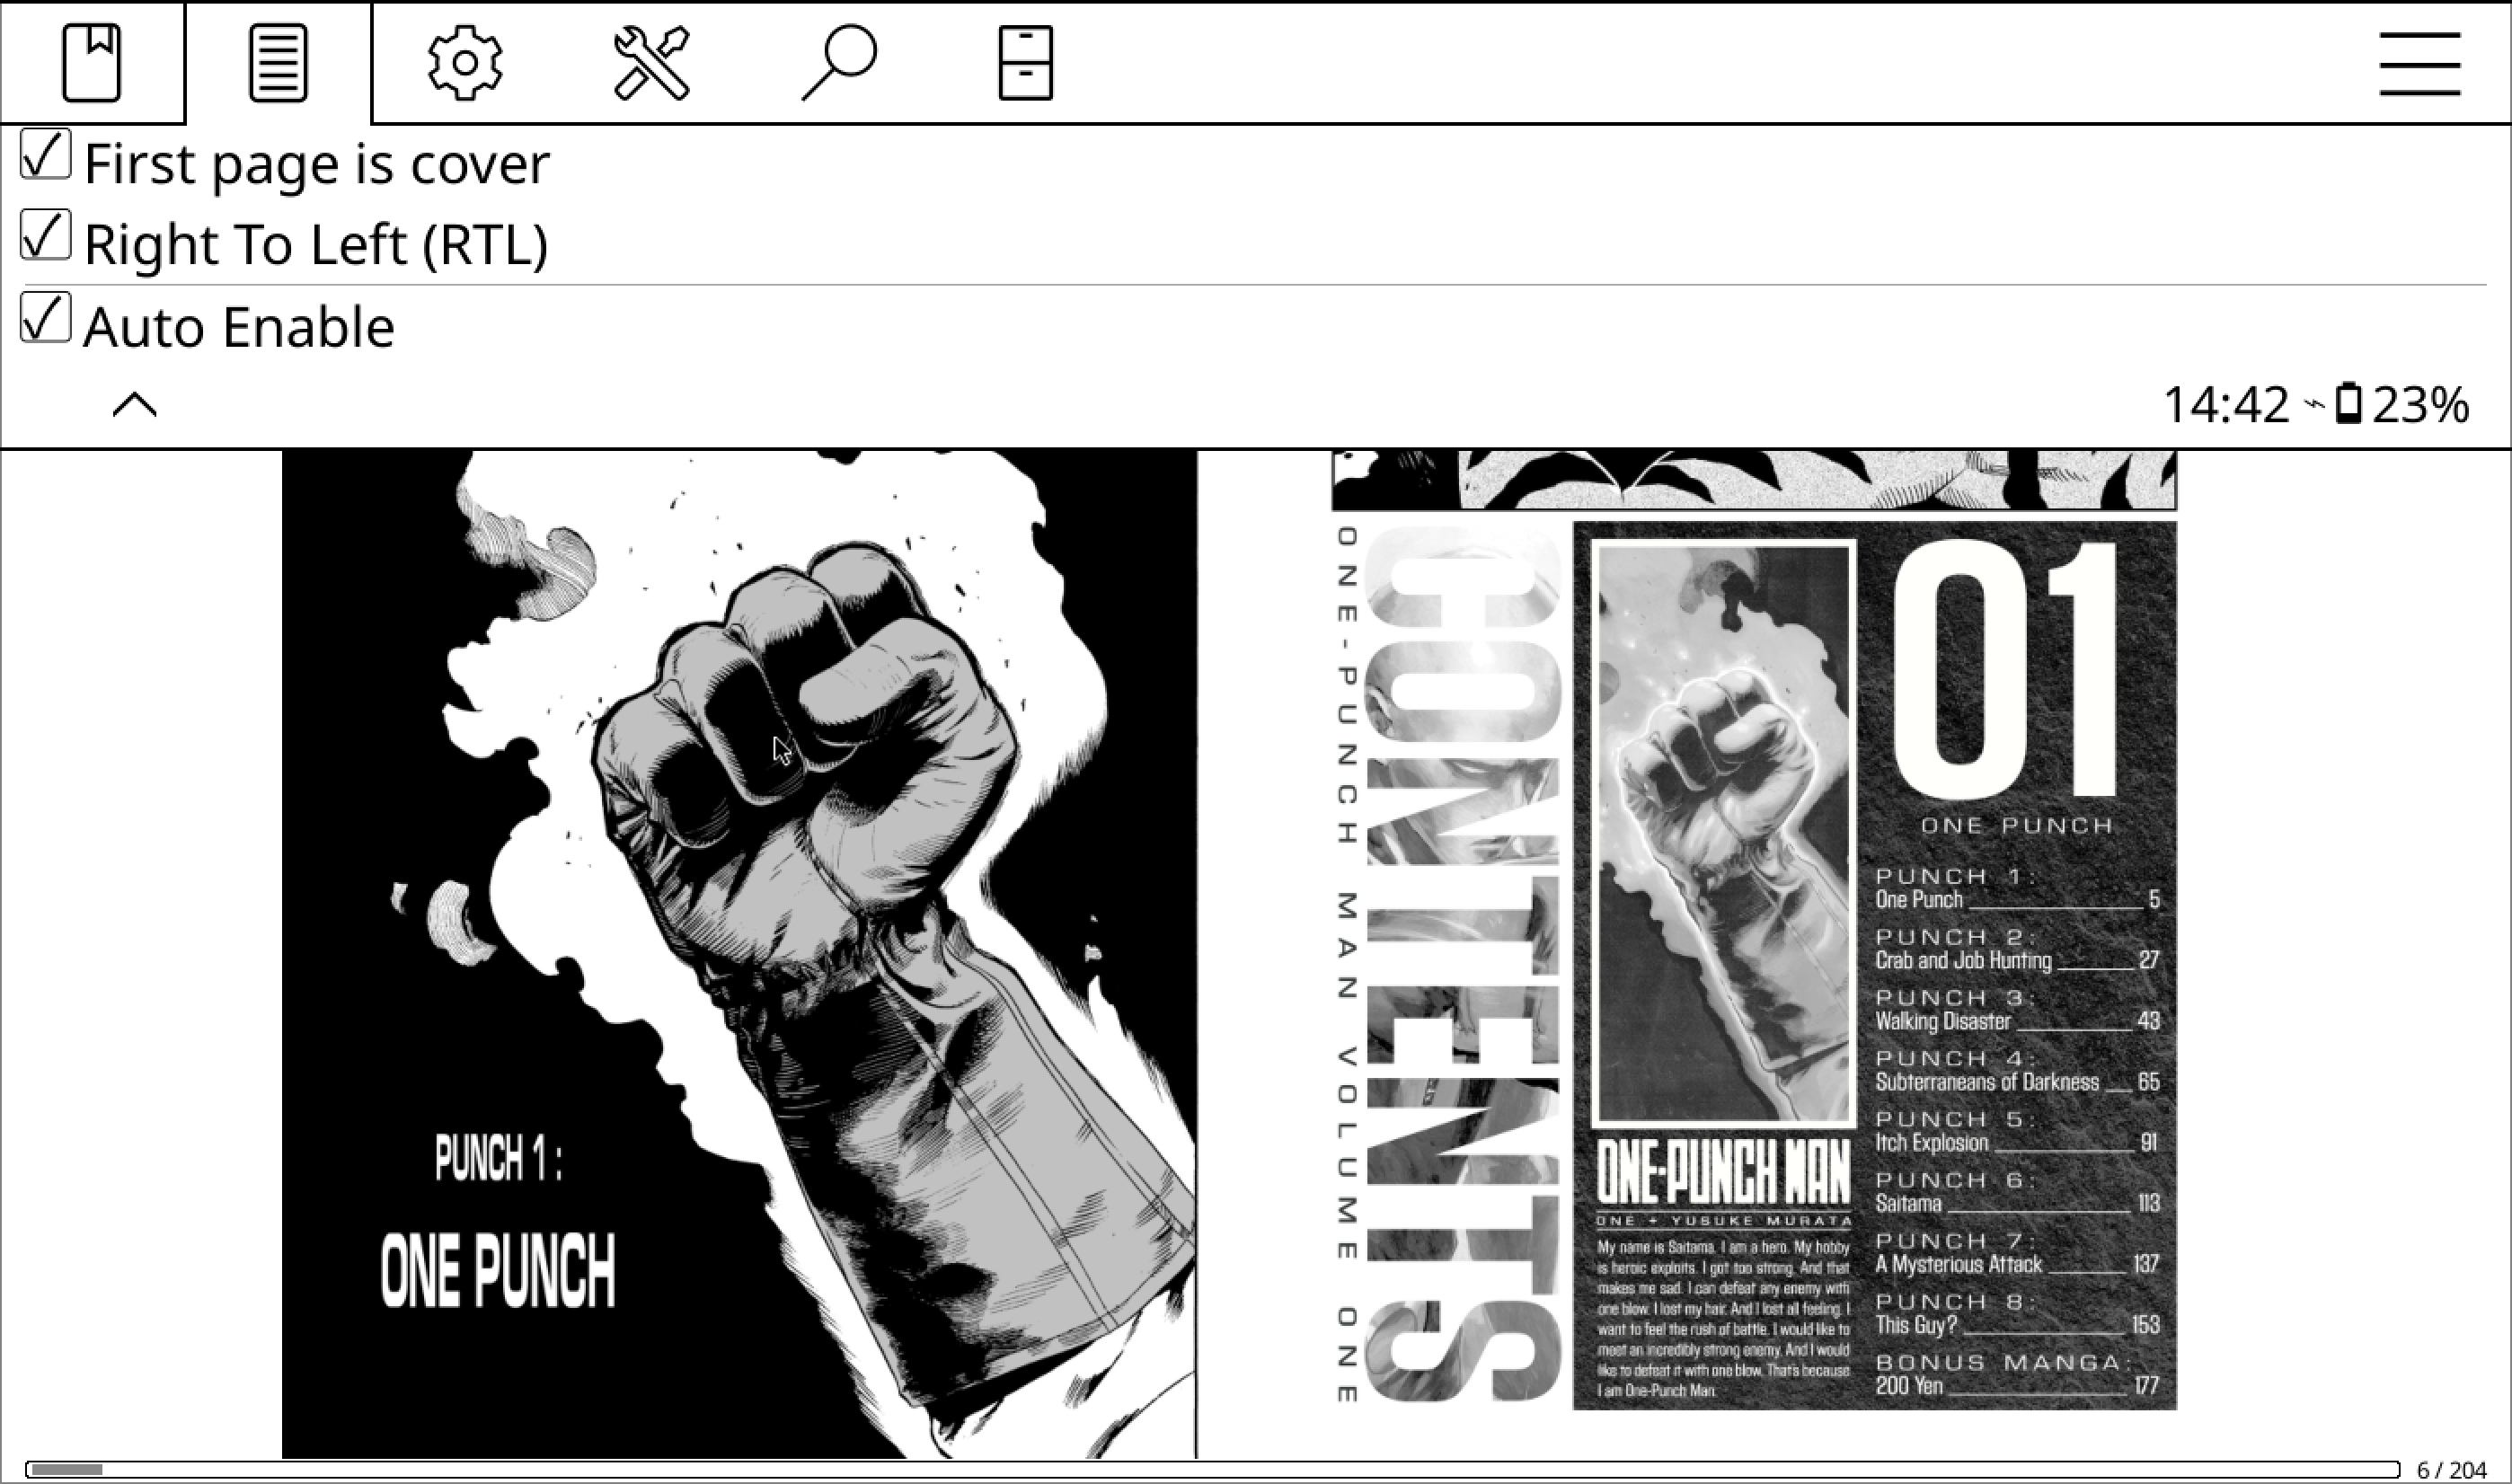 First page is cover
Right To Left (RTL)
Auto Enable
14:42 23%
PUNCH 1 :
ONE PUNCH
ONE-PUNCH MAN VOLUME ONE
CONTENTS
ONE-PUNCH MAN
ONE + YUSUKE MURATA
My name is Saitama. I am a hero. My hobby
is heroic exploits. I got too strong. And that
makes me sad. I can defeat any enemy with
one blow. I lost my hair. And I lost all feeling. I
want to feel the rush of battle. I would like to
meet an incredibly strong enemy. And I would
like to defeat it with one blow. That's because
I am One-Punch Man.
01
ONE PUNCH
PUNCH 1:
One Punch 5
PUNCH 2:
Crab and Job Hunting 27
PUNCH 3:
Walking Disaster 43
PUNCH 4:
Subterraneans of Darkness 65
PUNCH 5:
Itch Explosion 91
PUNCH 6:
Saitama 113
PUNCH 7:
A Mysterious Attack 137
PUNCH 8:
This Guy? 153
BONUS MANGA:
200 Yen 177
6 / 204